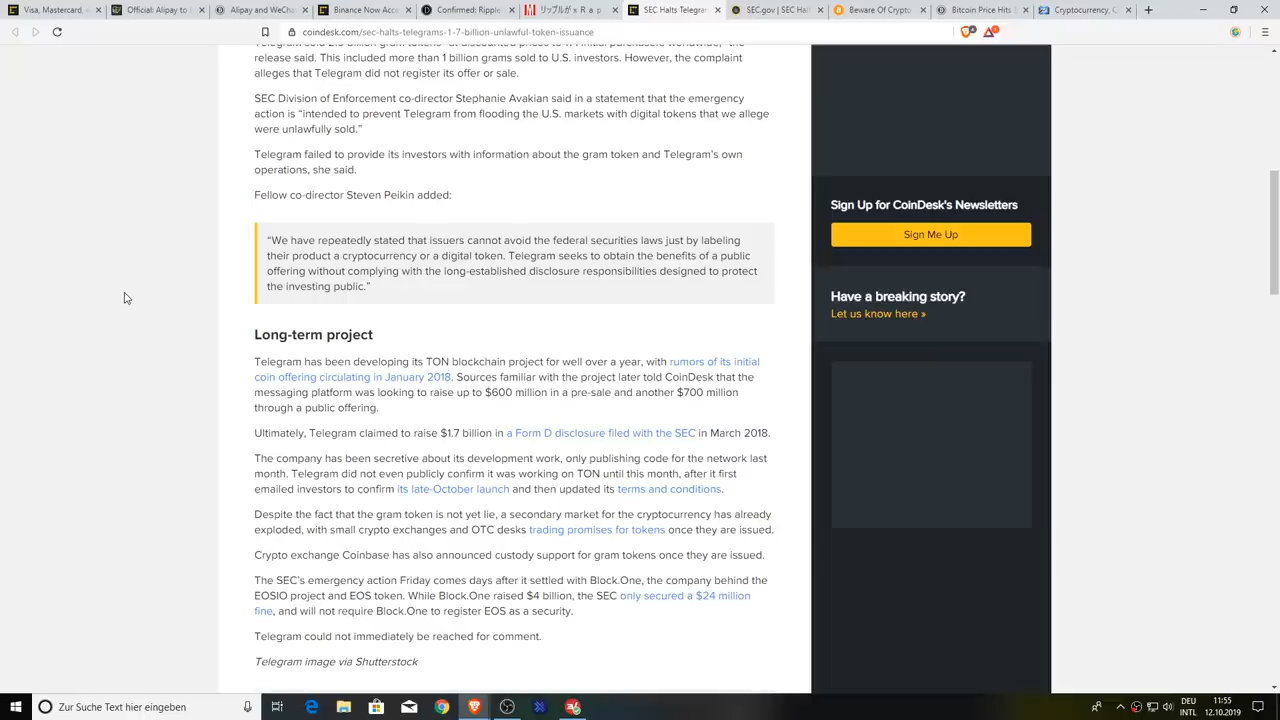 Visa, Mastercard, e
Official: Alipay to B
Alipay and WeCha
Binance Now Acce
Confirmed: Ripple,
リップルが×Ｒａｐ
SEC Halts Telegram
SEC.gov | SEC Halt
Beware Of Crypto
Bitcoin Price Hits $
Cryptocurrency, C
coindesk.com/sec-halts-telegrams-1-7-billion-unlawful-token-issuance
release said. This included more than 1 billion grams sold to U.S. investors. However, the complaint
alleges that Telegram did not register its offer or sale.
SEC Division of Enforcement co-director Stephanie Avakian said in a statement that the emergency
action is “intended to prevent Telegram from flooding the U.S. markets with digital tokens that we allege
were unlawfully sold.”
Telegram failed to provide its investors with information about the gram token and Telegram’s own
operations, she said.
Fellow co-director Steven Peikin added:
“We have repeatedly stated that issuers cannot avoid the federal securities laws just by labeling
their product a cryptocurrency or a digital token. Telegram seeks to obtain the benefits of a public
offering without complying with the long-established disclosure responsibilities designed to protect
the investing public.”
Long-term project
Telegram has been developing its TON blockchain project for well over a year, with rumors of its initial
coin offering circulating in January 2018. Sources familiar with the project later told CoinDesk that the
messaging platform was looking to raise up to $600 million in a pre-sale and another $700 million
through a public offering.
Ultimately, Telegram claimed to raise $1.7 billion in a Form D disclosure filed with the SEC in March 2018.
The company has been secretive about its development work, only publishing code for the network last
month. Telegram did not even publicly confirm it was working on TON until this month, after it first
emailed investors to confirm its late-October launch and then updated its terms and conditions.
Despite the fact that the gram token is not yet lie, a secondary market for the cryptocurrency has already
exploded, with small crypto exchanges and OTC desks trading promises for tokens once they are issued.
Crypto exchange Coinbase has also announced custody support for gram tokens once they are issued.
The SEC’s emergency action Friday comes days after it settled with Block.One, the company behind the
EOSIO project and EOS token. While Block.One raised $4 billion, the SEC only secured a $24 million
fine, and will not require Block.One to register EOS as a security.
Telegram could not immediately be reached for comment.
Telegram image via Shutterstock
Sign Up for CoinDesk's Newsletters
Sign Me Up
Have a breaking story?
Let us know here »
Zur Suche Text hier eingeben
DEU
INTL
11:55
12.10.2019